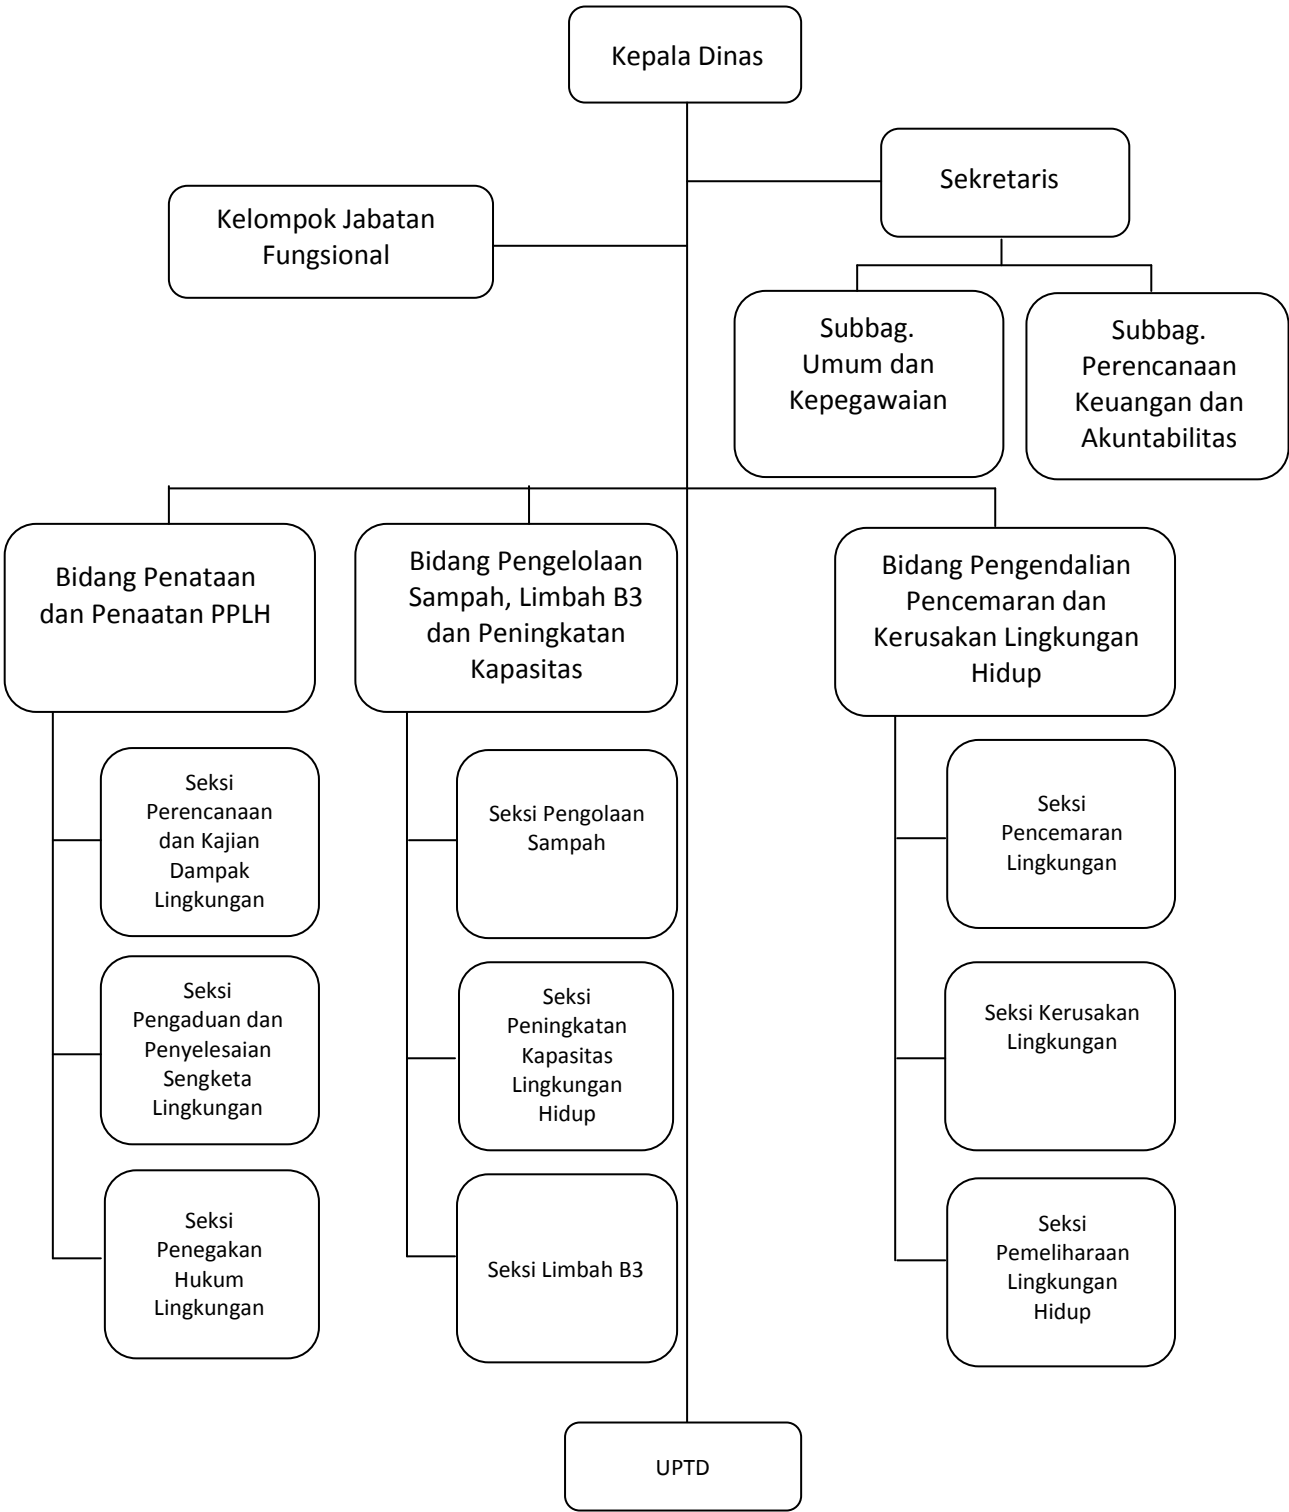 Kepala Dinas
Sekretaris
Kelompok Jabatan
Fungsional
Subbag.
Umum dan
Kepegawaian
Subbag.
Perencanaan
Keuangan dan
Akuntabilitas
Bidang Penataan
dan Penaatan PPLH
Bidang Pengelolaan
Sampah, Limbah B3
dan Peningkatan
Kapasitas
Bidang Pengendalian
Pencemaran dan
Kerusakan Lingkungan
Hidup
Seksi
Perencanaan
dan Kajian
Dampak
Lingkungan
Seksi
Pengaduan dan
Penyelesaian
Sengketa
Lingkungan
Seksi
Penegakan
Hukum
Lingkungan
Seksi Pengolaan
Sampah
Seksi
Peningkatan
Kapasitas
Lingkungan
Hidup
Seksi Limbah B3
Seksi
Pencemaran
Lingkungan
Seksi Kerusakan
Lingkungan
Seksi
Pemeliharaan
Lingkungan
Hidup
UPTD